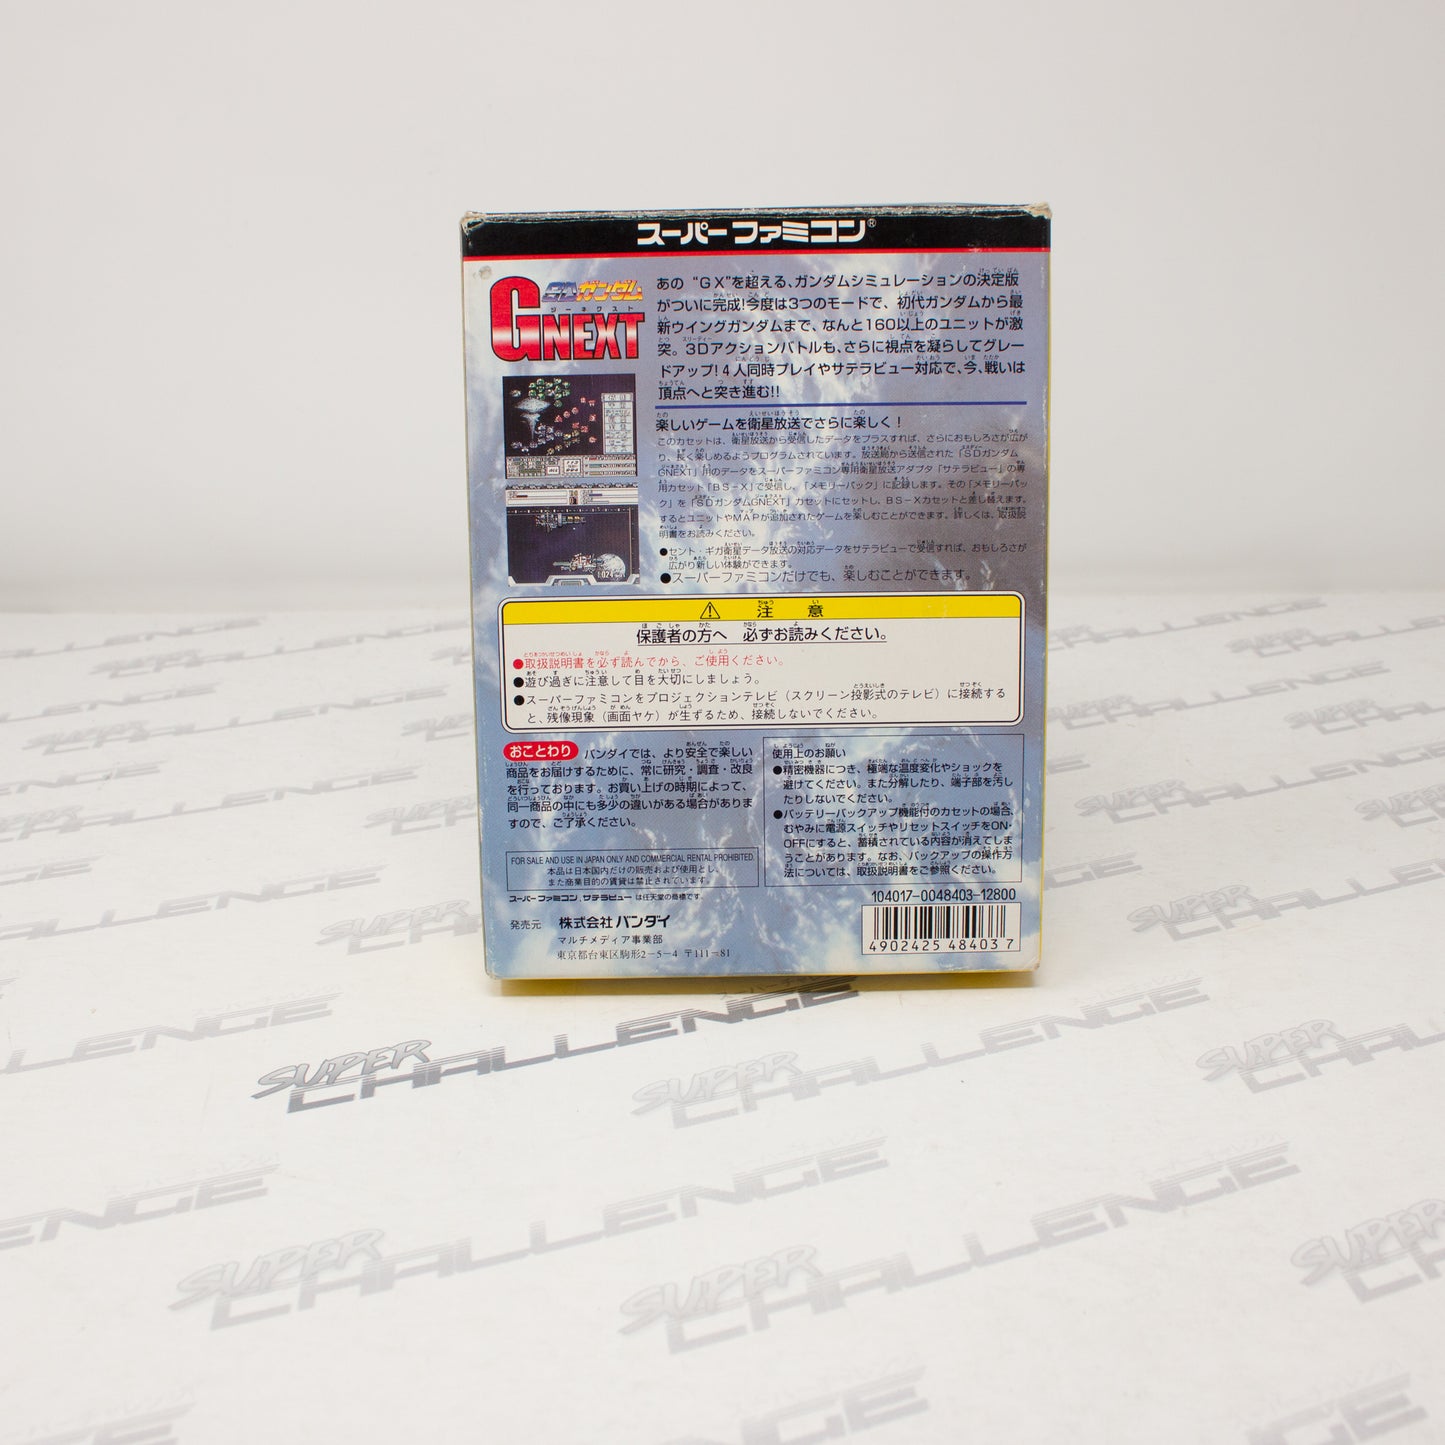 スーパーファミコン®
SDガンダム
ジーネクスト
GNEXT
あの “GX”を超える、ガンダムシミュレーションの決定版
がついに完成!今度は3つのモードで、初代ガンダムから最
新ウイングガンダムまで、なんと160以上のユニットが激
突。3Dアクションバトルも、さらに視点を凝らしてグレー
ドアップ!4人同時プレイやサテラビュー対応で、今、戦いは
頂点へと突き進む!!
楽しいゲームを衛星放送でさらに楽しく!
このカセットは、衛星放送から受信したデータをプラスすれば、さらにおもしろさが広が
り、長く楽しめるようプログラムされています。放送局から送信された「SDガンダム
GNEXT」用のデータをスーパーファミコン専用衛星放送アダプタ「サテラビュー」の専
用カセット「BS-X」で受信し、「メモリーパック」に記録します。その「メモリーパッ
ク」を「SDガンダムGNEXT」カセットにセットし、BS-Xカセットと差し替えます。
するとユニットやMAPが追加されたゲームを楽しむことができます。詳しくは、取扱説
明書をお読みください。
●セント・ギガ衛星データ放送の対応データをサテラビューで受信すれば、おもしろさが
広がり新しい体験ができます。
●スーパーファミコンだけでも、楽しむことができます。
⚠ 注意
保護者の方へ 必ずお読みください。
●取扱説明書を必ず読んでから、ご使用ください。
●遊び過ぎに注意して目を大切にしましょう。
●スーパーファミコンをプロジェクションテレビ(スクリーン投影式のテレビ)に接続する
と、残像現象(画面ヤケ)が生ずるため、接続しないでください。
おことわり バンダイでは、より安全で楽しい
商品をお届けするために、常に研究・調査・改良
を行っております。お買い上げの時期によって、
同一商品の中にも多少の違いがある場合がありま
すので、ご了承ください。
使用上のお願い
●精密機器につき、極端な温度変化やショックを
避けてください。また分解したり、端子部を汚し
たりしないでください。
●バッテリーバックアップ機能付のカセットの場合、
むやみに電源スイッチやリセットスイッチをON・
OFFにすると、蓄積されている内容が消えてしま
うことがあります。なお、バックアップの操作方
法については、取扱説明書をご参照ください。
FOR SALE AND USE IN JAPAN ONLY AND COMMERCIAL RENTAL PROHIBITED.
本品は日本国内だけの販売および使用とし、
また商業目的の賃貸は禁止されています。
スーパーファミコン、サテラビューは任天堂の商標です。
発売元 株式会社 バンダイ
マルチメディア事業部
東京都台東区駒形2-5-4 〒111-81
104017-0048403-12800
4902425 484037
SUPER CHALLENGE